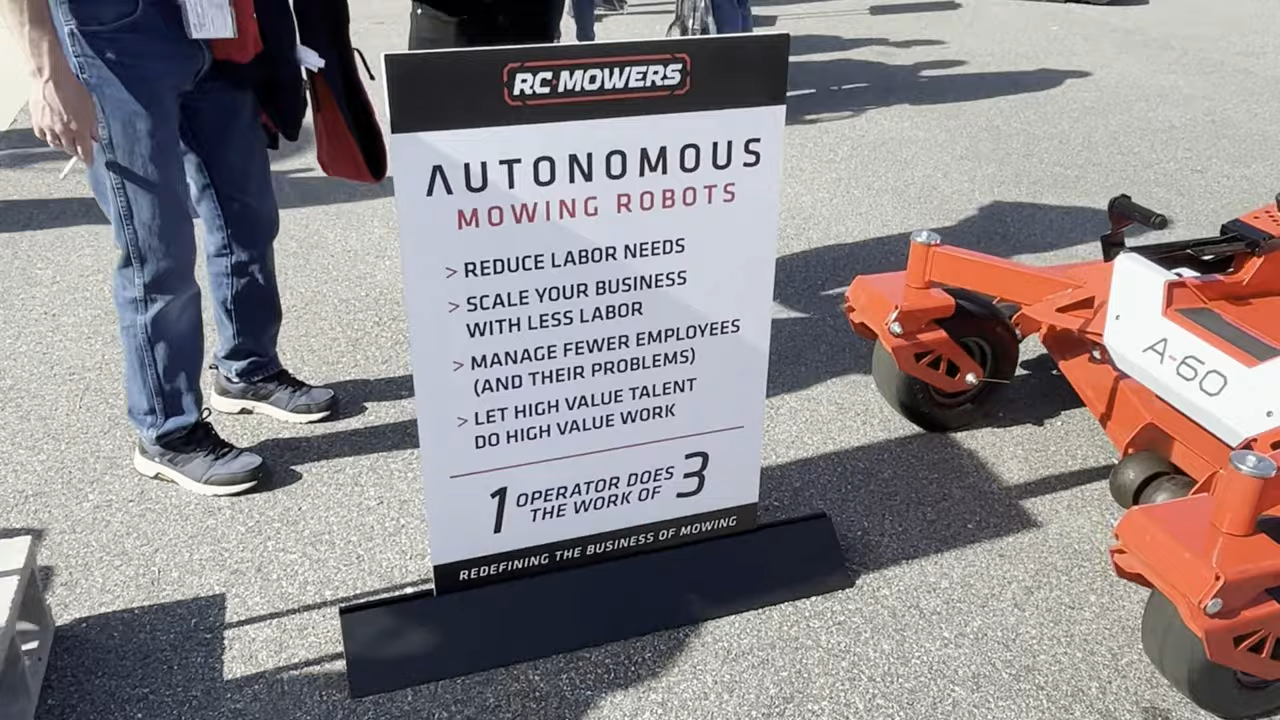 RC MOWERS
AUTONOMOUS
MOWING ROBOTS
> REDUCE LABOR NEEDS
> SCALE YOUR BUSINESS
WITH LESS LABOR
> MANAGE FEWER EMPLOYEES
(AND THEIR PROBLEMS)
> LET HIGH VALUE TALENT
DO HIGH VALUE WORK
1 OPERATOR DOES
THE WORK OF 3
REDEFINING THE BUSINESS OF MOWING
A-60